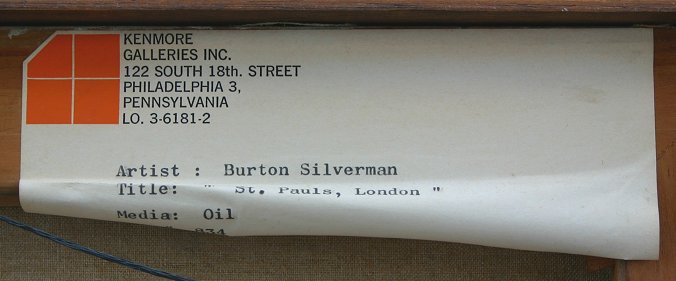 KENMORE
GALLERIES INC.
122 SOUTH 18th. STREET
PHILADELPHIA 3,
PENNSYLVANIA
LO. 3-6181-2
Artist : Burton Silverman
Title: " St. Pauls, London "
Media: Oil
834